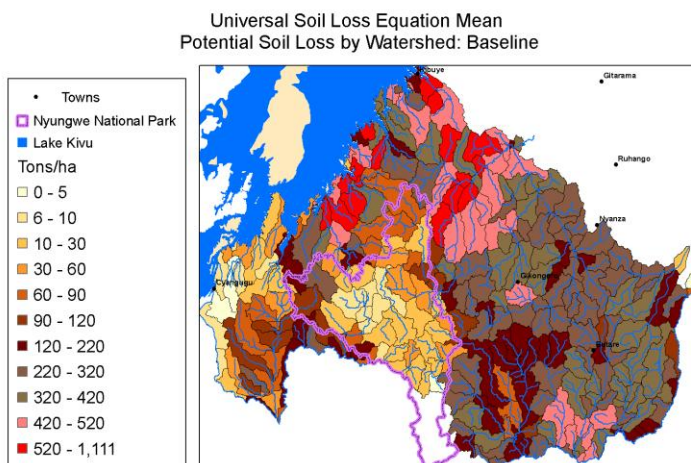 Universal Soil Loss Equation Mean
Potential Soil Loss by Watershed: Baseline
Towns
Nyungwe National Park
Lake Kivu
Tons/ha
0 - 5
6 - 10
10 - 30
30 - 60
60 - 90
90 - 120
120 - 220
220 - 320
320 - 420
420 - 520
520 - 1,111
Kibuye
Gitarama
Ruhango
Nyanza
Cyangugu
Gikongoro
Butare